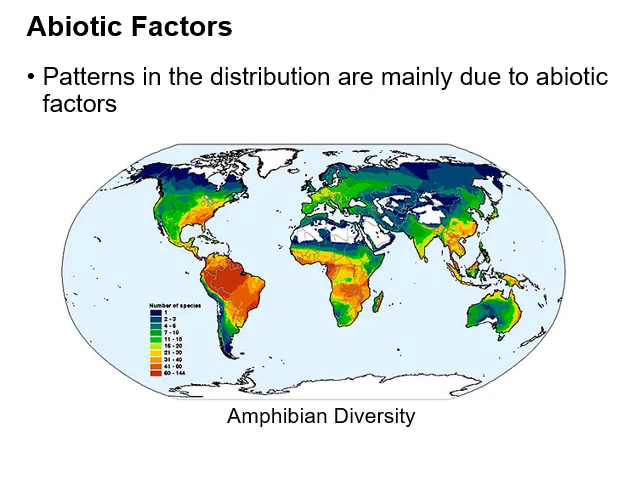 Abiotic Factors
• Patterns in the distribution are mainly due to abiotic
factors
Number of species
1
2 - 3
4 - 6
7 - 10
11 - 15
16 - 20
21 - 30
31 - 40
41 - 60
60 - 144
Amphibian Diversity